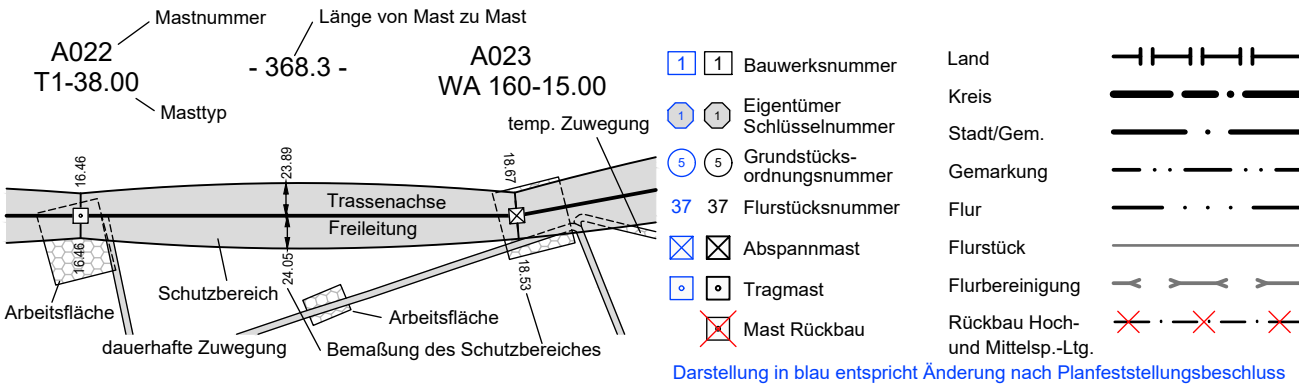 Mastnummer
Länge von Mast zu Mast
A022
T1-38.00
- 368.3 -
A023
WA 160-15.00
Masttyp
temp. Zuwegung
16.46
23.89
18.67
Trassenachse
Freileitung
16.46
24.05
18.53
Schutzbereich
Arbeitsfläche
Arbeitsfläche
dauerhafte Zuwegung
Bemaßung des Schutzbereiches
1 1 Bauwerksnummer
1 1 Eigentümer
Schlüsselnummer
5 5 Grundstücks-
ordnungsnummer
37 37 Flurstücksnummer
Abspannmast
Tragmast
Mast Rückbau
Land
Kreis
Stadt/Gem.
Gemarkung
Flur
Flurstück
Flurbereinigung
Rückbau Hoch-
und Mittelsp.-Ltg.
Darstellung in blau entspricht Änderung nach Planfeststellungsbeschluss